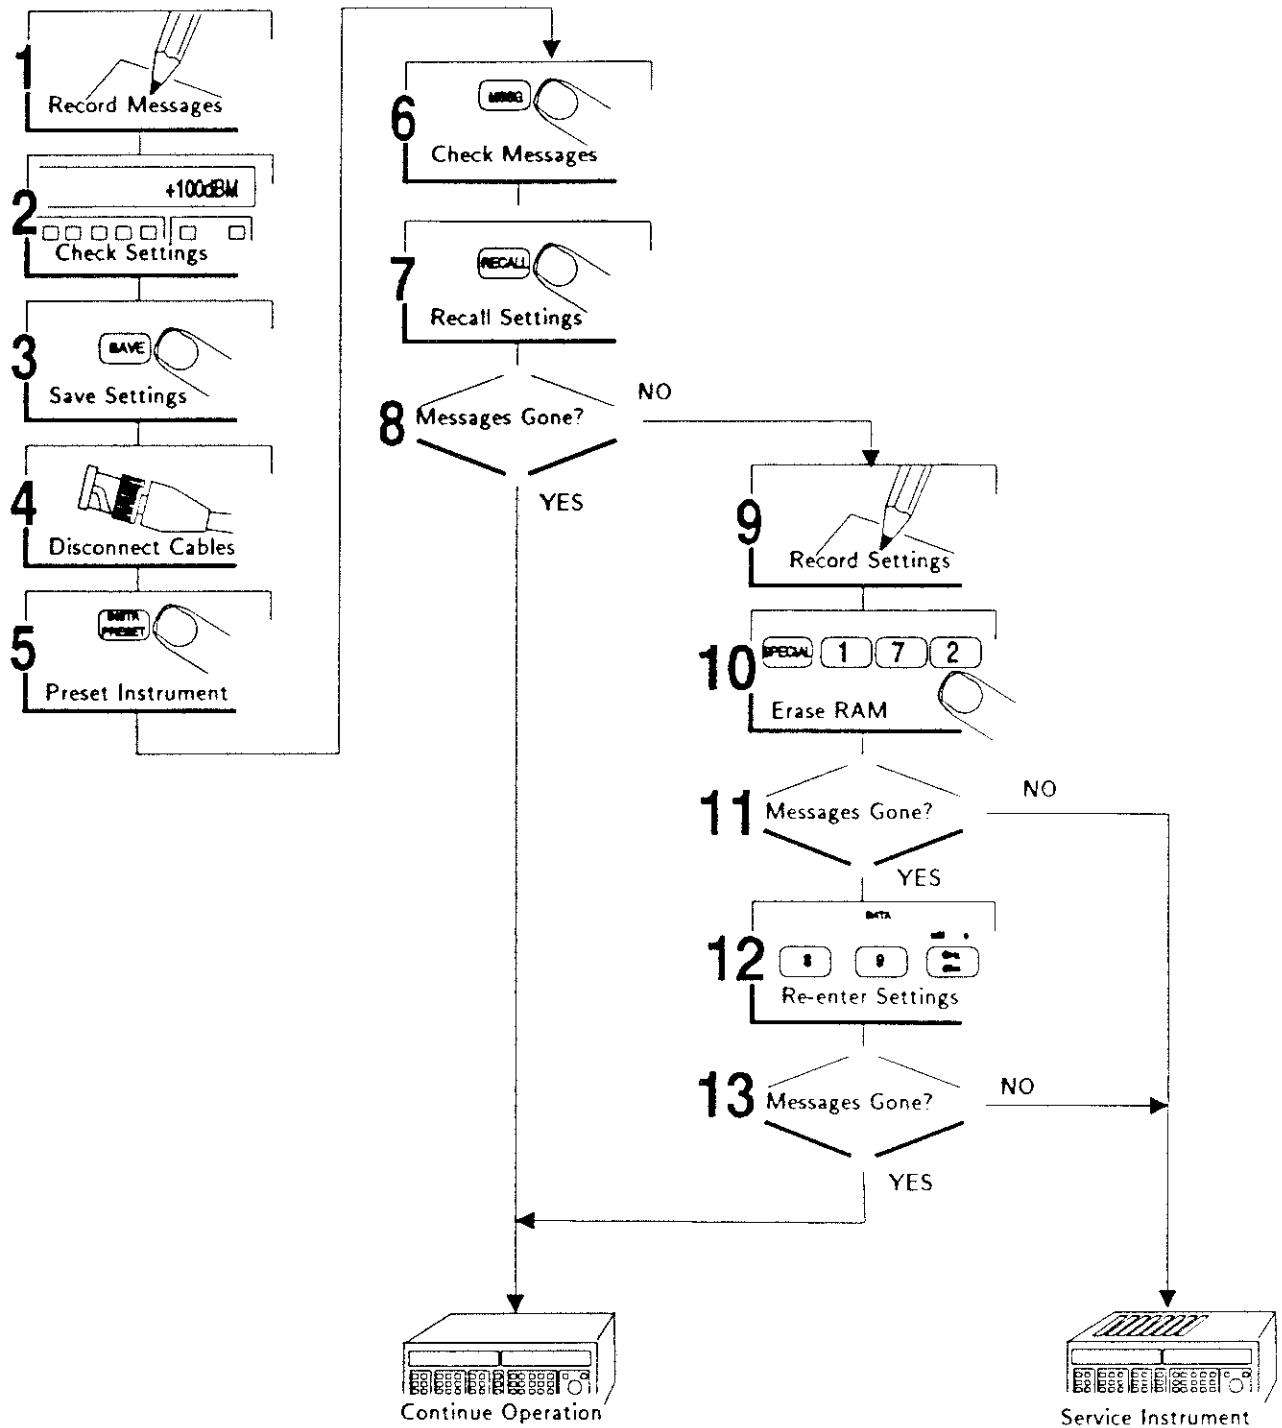 1
Record Messages
+100dBM
2
Check Settings
SAVE
3
Save Settings
4
Disconnect Cables
INSTR
PRESET
5
Preset Instrument
MSSG
6
Check Messages
RECALL
7
Recall Settings
8 Messages Gone?
NO
YES
9
Record Settings
SPECIAL 1 7 2
10
Erase RAM
11 Messages Gone?
NO
YES
DATA
12
8 9
Re-enter Settings
13 Messages Gone?
NO
YES
Continue Operation
Service Instrument